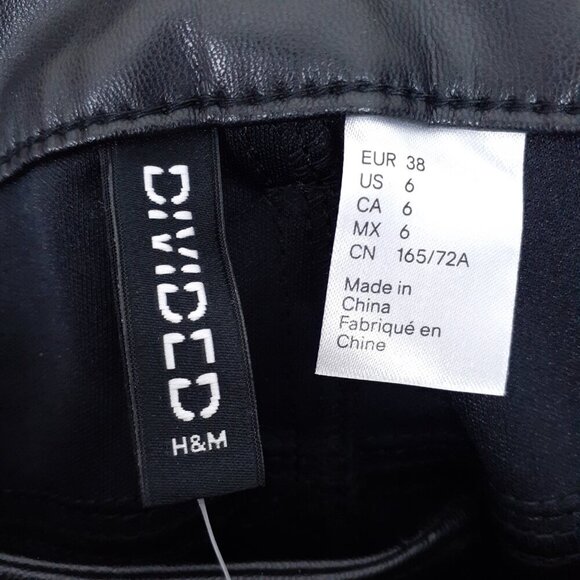 DIVIDED
H&M
EUR 38
US 6
CA 6
MX 6
CN 165/72A
Made in
China
Fabriqué en
Chine